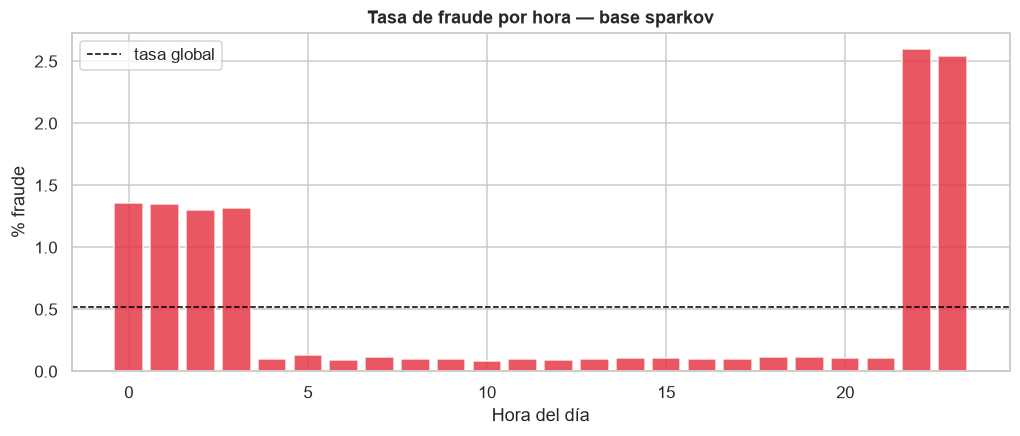 Tasa de fraude por hora — base sparkov
tasa global
% fraude
2.5
2.0
1.5
1.0
0.5
0.0
0 5 10 15 20
Hora del día